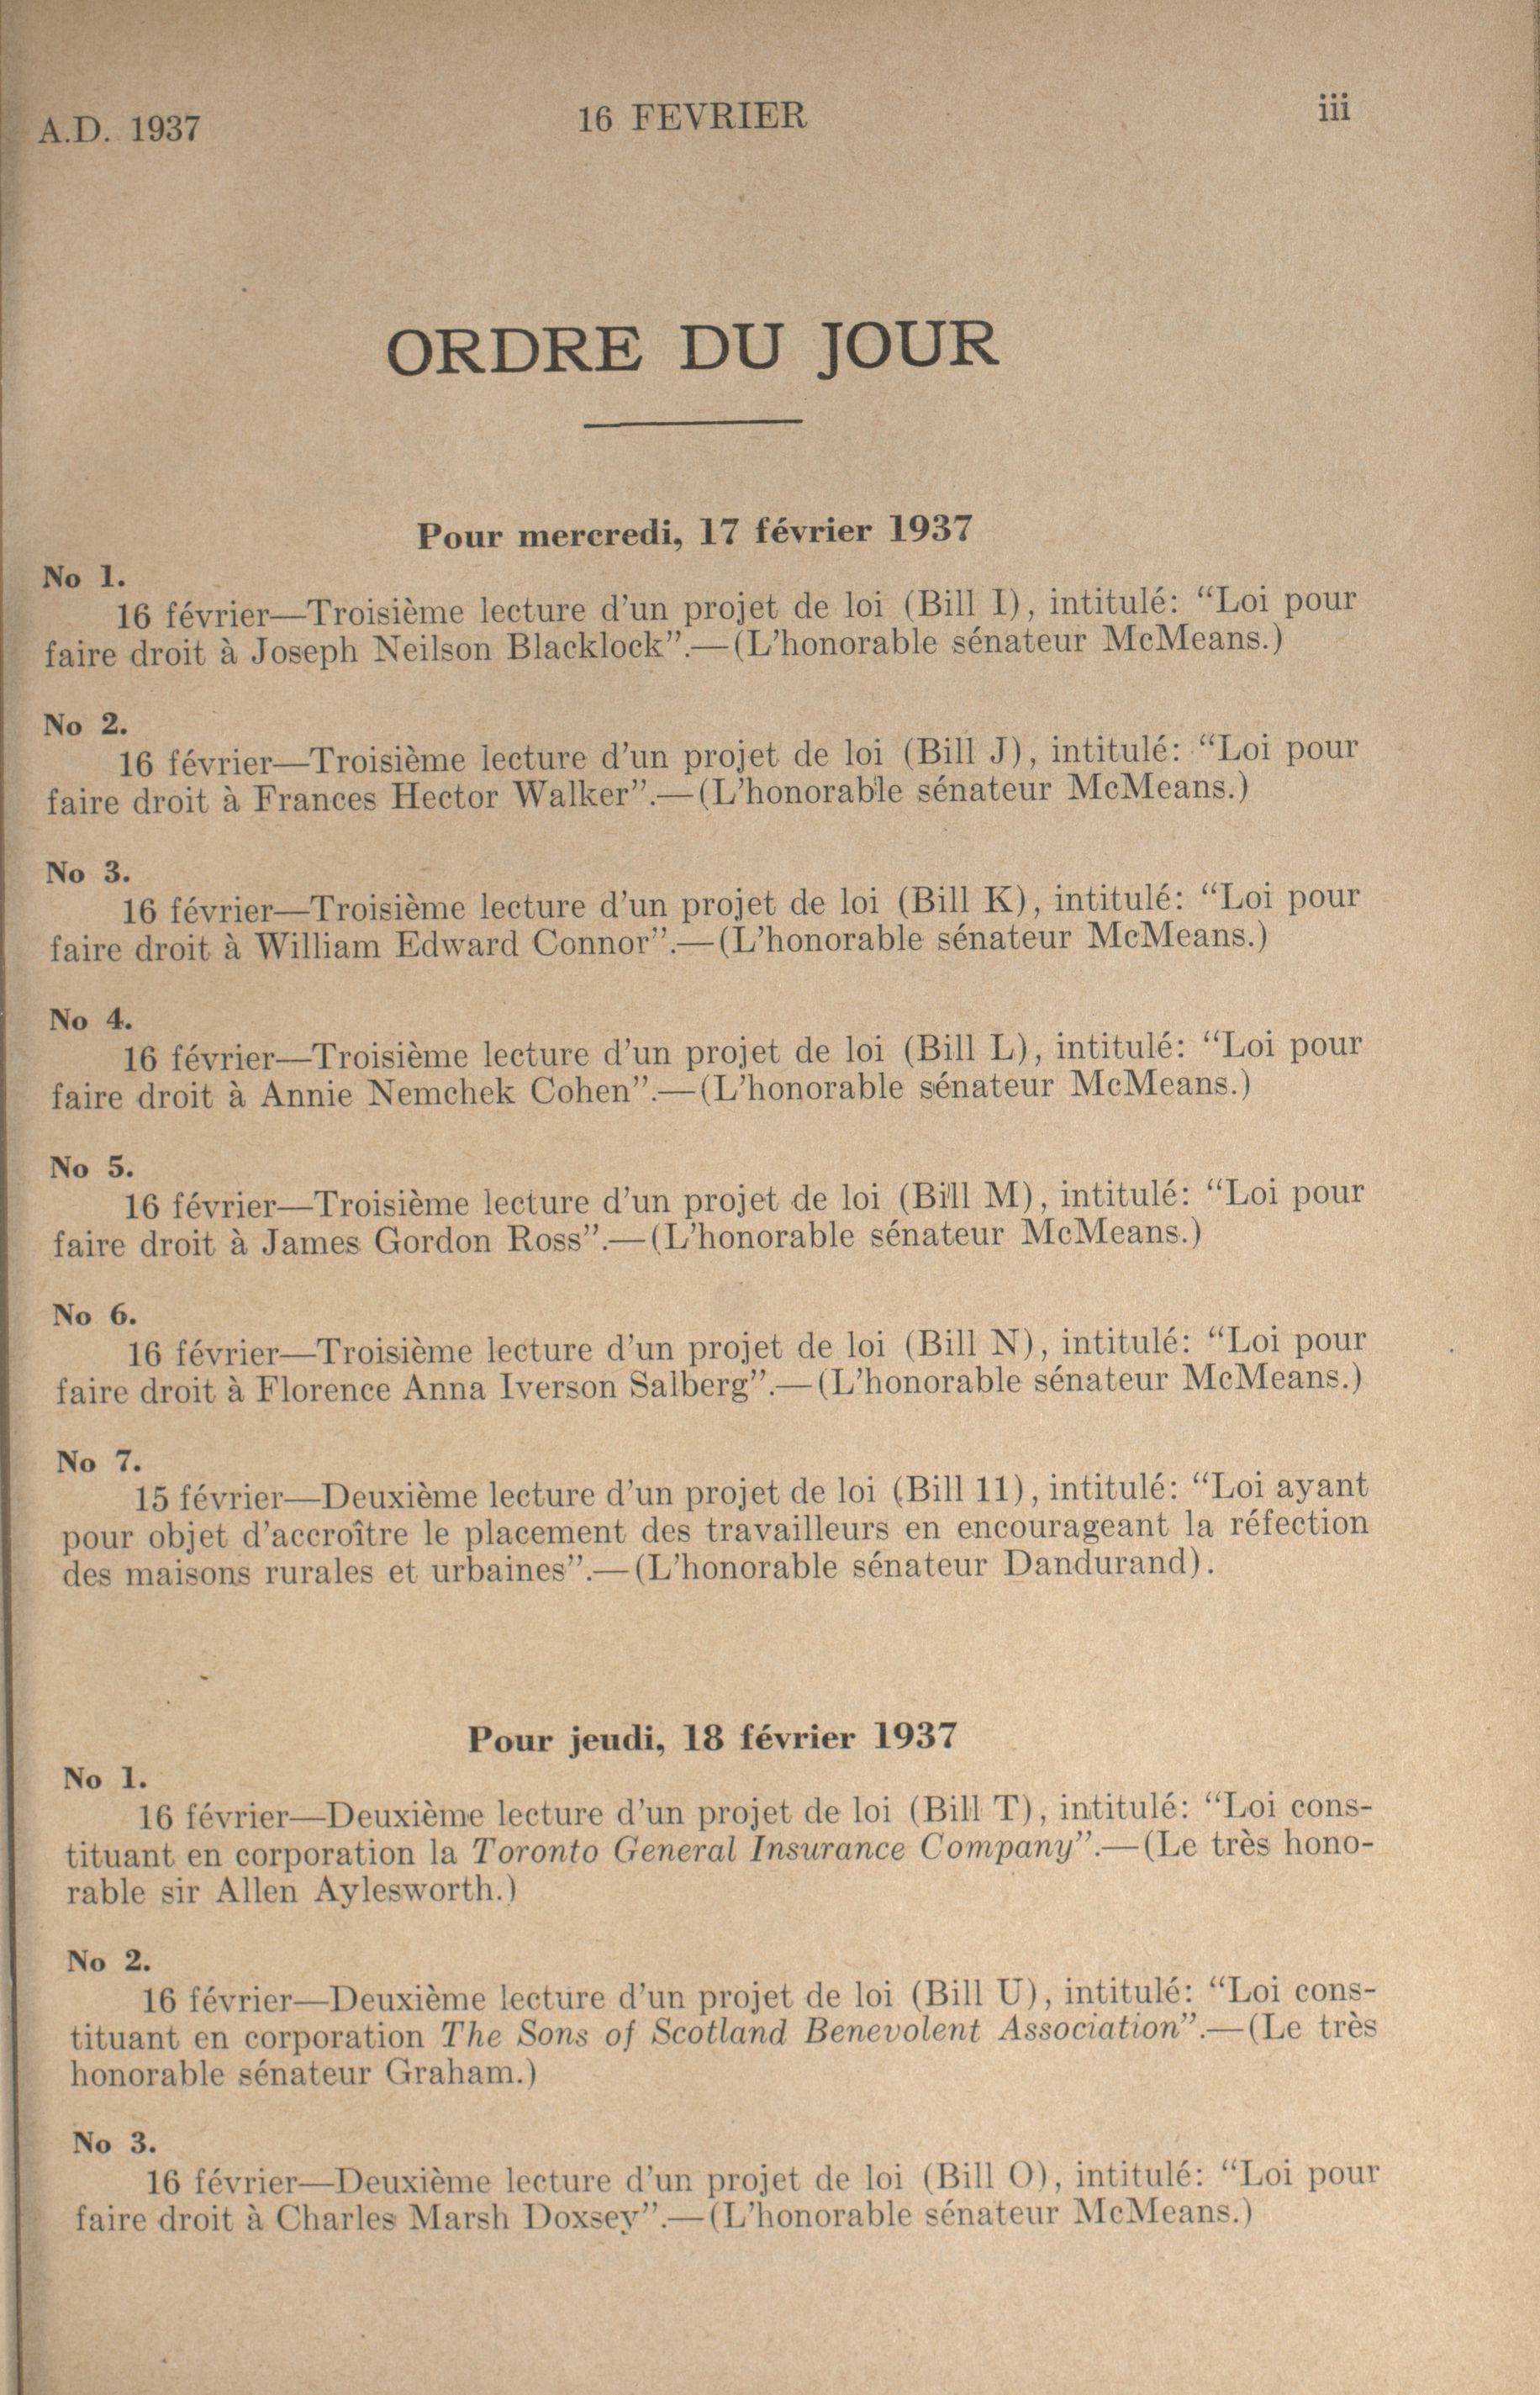 A.D. 1937
16 FEVRIER
iii
ORDRE DU JOUR
Pour mercredi, 17 février 1937
No 1.
16 février—Troisième lecture d'un projet de loi (Bill I), intitulé: “Loi pour
faire droit à Joseph Neilson Blacklock”.—(L'honorable sénateur McMeans.)
No 2.
16 février—Troisième lecture d'un projet de loi (Bill J), intitulé: “Loi pour
faire droit à Frances Hector Walker”.—(L'honorable sénateur McMeans.)
No 3.
16 février—Troisième lecture d'un projet de loi (Bill K), intitulé: “Loi pour
faire droit à William Edward Connor”.—(L'honorable sénateur McMeans.)
No 4.
16 février—Troisième lecture d'un projet de loi (Bill L), intitulé: “Loi pour
faire droit à Annie Nemchek Cohen”.—(L'honorable sénateur McMeans.)
No 5.
16 février—Troisième lecture d'un projet de loi (Bill M), intitulé: “Loi pour
faire droit à James Gordon Ross”.—(L'honorable sénateur McMeans.)
No 6.
16 février—Troisième lecture d'un projet de loi (Bill N), intitulé: “Loi pour
faire droit à Florence Anna Iverson Salberg”.—(L'honorable sénateur McMeans.)
No 7.
15 février—Deuxième lecture d'un projet de loi (Bill 11), intitulé: “Loi ayant
pour objet d'accroître le placement des travailleurs en encourageant la réfection
des maisons rurales et urbaines”.—(L'honorable sénateur Dandurand).
Pour jeudi, 18 février 1937
No 1.
16 février—Deuxième lecture d'un projet de loi (Bill T), intitulé: “Loi cons-
tituant en corporation la Toronto General Insurance Company”.—(Le très hono-
rable sir Allen Aylesworth.)
No 2.
16 février—Deuxième lecture d'un projet de loi (Bill U), intitulé: “Loi cons-
tituant en corporation The Sons of Scotland Benevolent Association”.—(Le très
honorable sénateur Graham.)
No 3.
16 février—Deuxième lecture d'un projet de loi (Bill O), intitulé: “Loi pour
faire droit à Charles Marsh Doxsey”.—(L'honorable sénateur McMeans.)